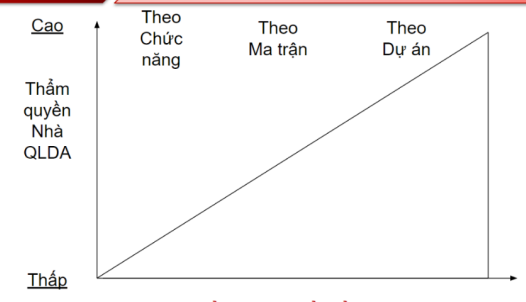 Cao
Theo
Chức
năng
Theo
Ma trận
Theo
Dự án
Thẩm
quyền
Nhà
QLDA
Thấp